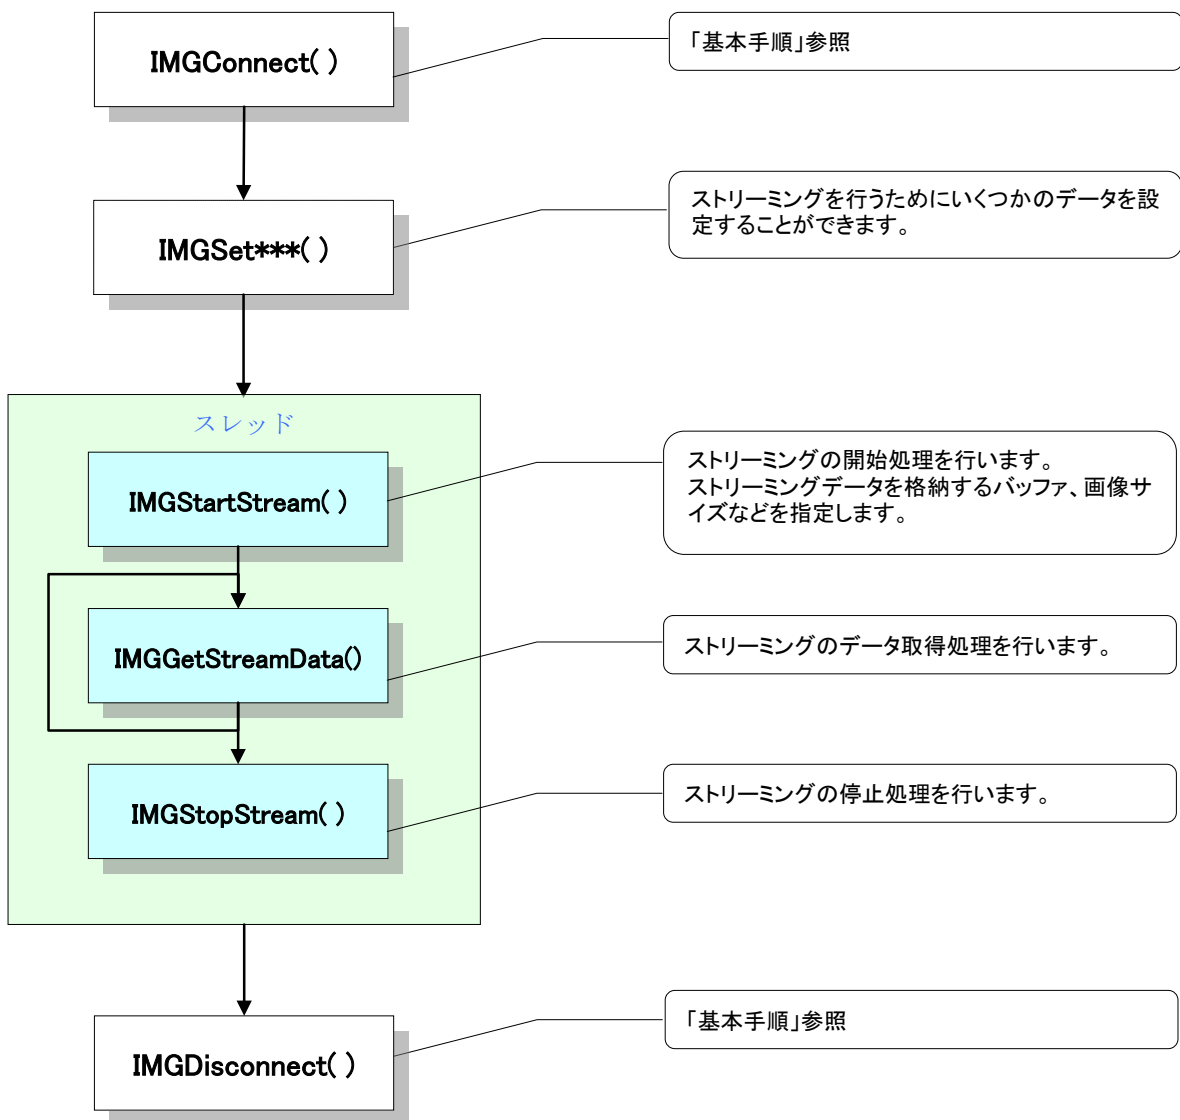 IMGConnect( )
「基本手順」参照
IMGSet***( )
ストリーミングを行うためにいくつかのデータを設
定することができます。
スレッド
IMGStartStream( )
ストリーミングの開始処理を行います。
ストリーミングデータを格納するバッファ、画像サ
イズなどを指定します。
IMGGetStreamData()
ストリーミングのデータ取得処理を行います。
IMGStopStream( )
ストリーミングの停止処理を行います。
IMGDisconnect( )
「基本手順」参照